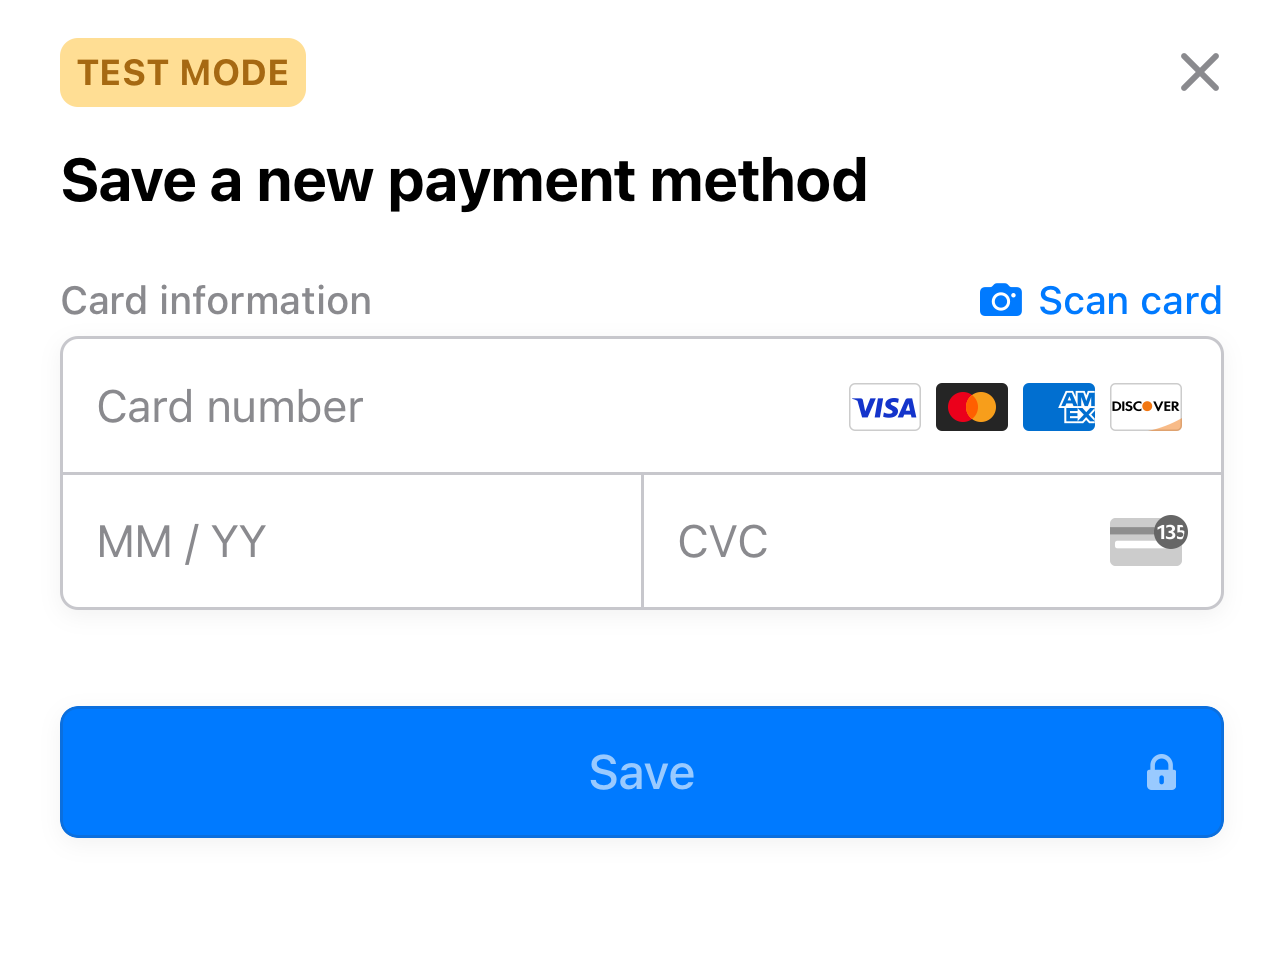 TEST MODE
Save a new payment method
Card information
Scan card
Card number
VISA
AM
EX
DISCOVER
MM / YY
CVC
135
Save